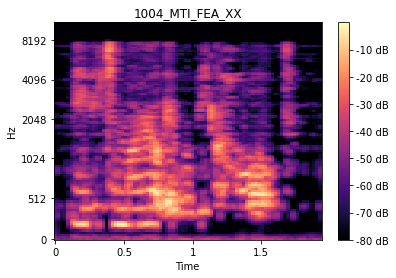 1004_MTI_FEA_XX
8192
4096
2048
1024
512
0
Hz
0
0.5
1
1.5
Time
-10 dB
-20 dB
-30 dB
-40 dB
-50 dB
-60 dB
-70 dB
-80 dB